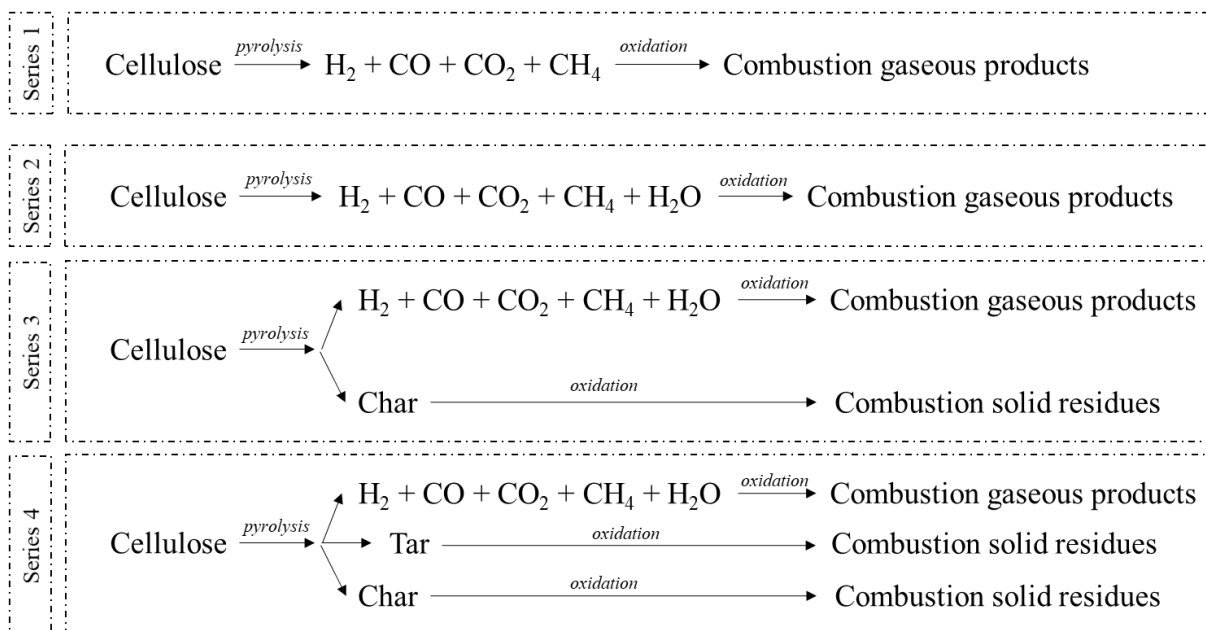 Series 1
Cellulose pyrolysis H₂ + CO + CO₂ + CH₄ oxidation Combustion gaseous products
Series 2
Cellulose pyrolysis H₂ + CO + CO₂ + CH₄ + H₂O oxidation Combustion gaseous products
Series 3
H₂ + CO + CO₂ + CH₄ + H₂O oxidation Combustion gaseous products
Cellulose pyrolysis
Char oxidation Combustion solid residues
Series 4
H₂ + CO + CO₂ + CH₄ + H₂O oxidation Combustion gaseous products
Cellulose pyrolysis Tar oxidation Combustion solid residues
Char oxidation Combustion solid residues